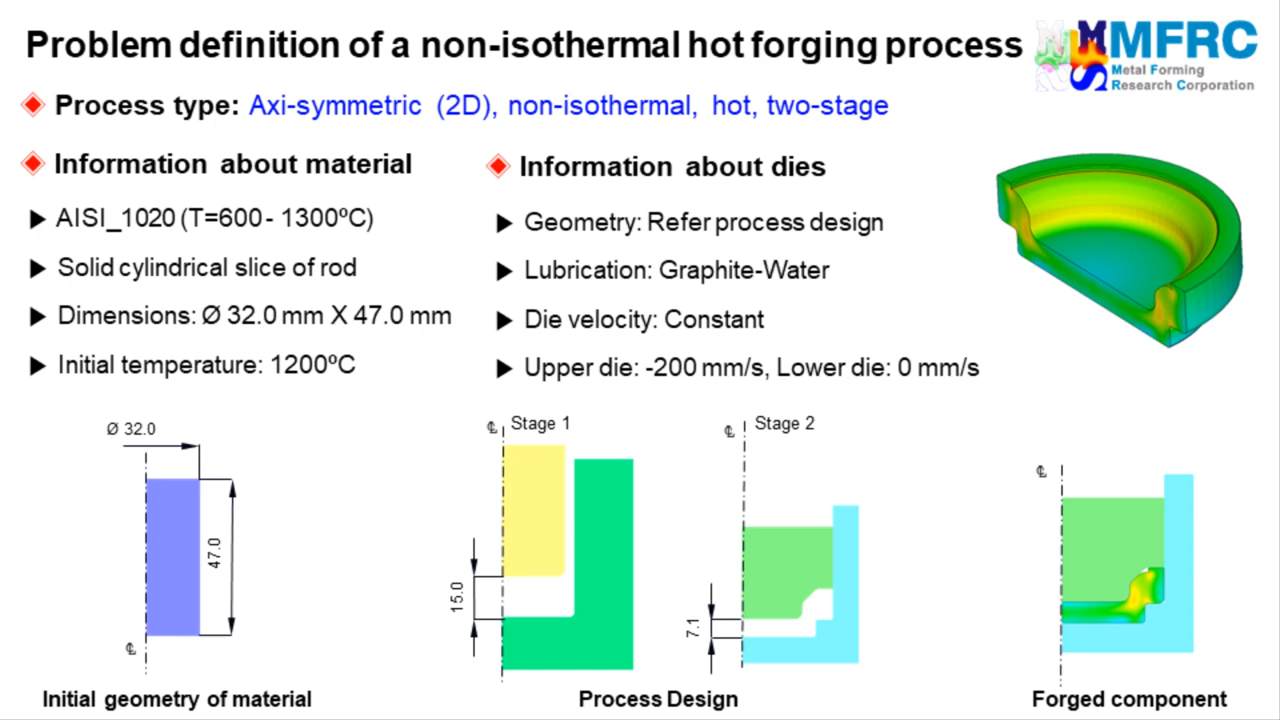 Problem definition of a non-isothermal hot forging process
MFRC
Metal Forming
Research Corporation
Process type: Axi-symmetric (2D), non-isothermal, hot, two-stage
Information about material
AISI_1020 (T=600 - 1300ºC)
Solid cylindrical slice of rod
Dimensions: Ø 32.0 mm X 47.0 mm
Initial temperature: 1200ºC
Information about dies
Geometry: Refer process design
Lubrication: Graphite-Water
Die velocity: Constant
Upper die: -200 mm/s, Lower die: 0 mm/s
Ø 32.0
47.0
℄
Initial geometry of material
℄ Stage 1
15.0
℄ Stage 2
7.1
Process Design
℄
Forged component